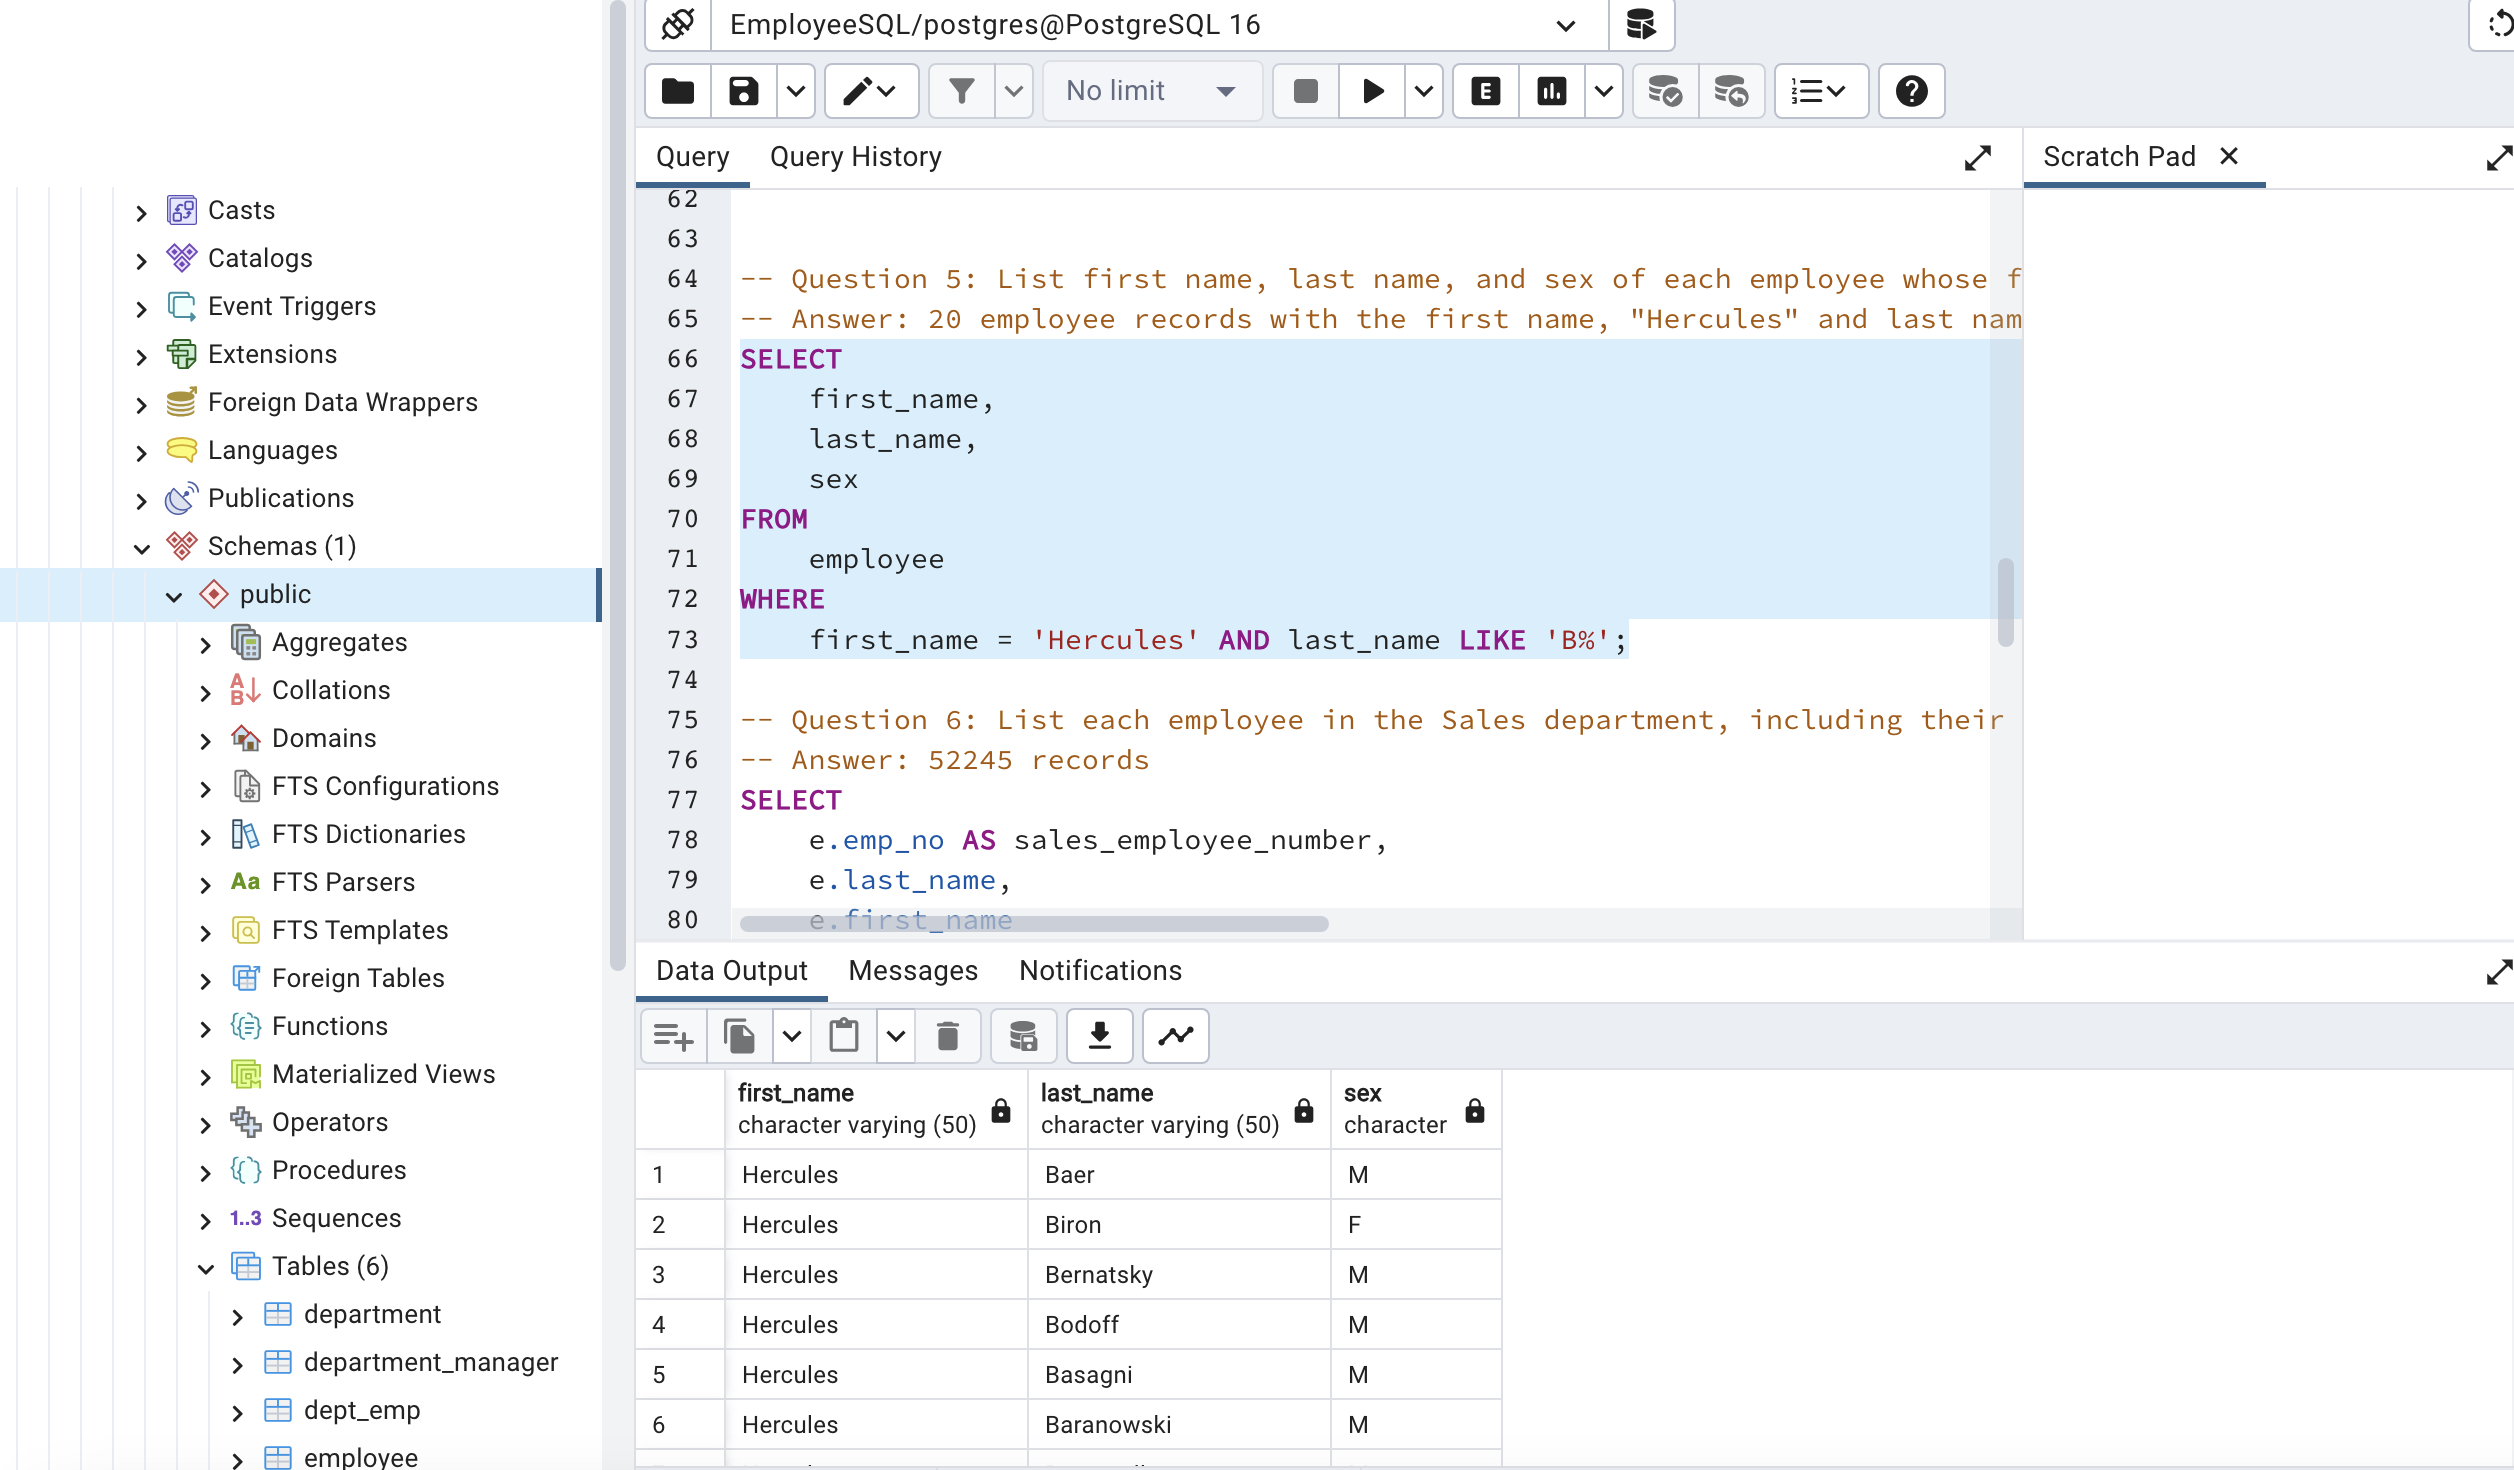 EmployeeSQL/postgres@PostgreSQL 16
No limit
E
Query
Query History
Scratch Pad
Casts
Catalogs
Event Triggers
Extensions
Foreign Data Wrappers
Languages
Publications
Schemas (1)
public
Aggregates
Collations
Domains
FTS Configurations
FTS Dictionaries
Aa FTS Parsers
FTS Templates
Foreign Tables
Functions
Materialized Views
Operators
Procedures
1..3 Sequences
Tables (6)
department
department_manager
dept_emp
employee
62
63
64 -- Question 5: List first name, last name, and sex of each employee whose f
65 -- Answer: 20 employee records with the first name, "Hercules" and last nam
66 SELECT
67 first_name,
68 last_name,
69 sex
70 FROM
71 employee
72 WHERE
73 first_name = 'Hercules' AND last_name LIKE 'B%';
74
75 -- Question 6: List each employee in the Sales department, including their
76 -- Answer: 52245 records
77 SELECT
78 e.emp_no AS sales_employee_number,
79 e.last_name,
80 e.first_name
Data Output
Messages
Notifications
first_name last_name sex
character varying (50) character varying (50) character
1 Hercules Baer M
2 Hercules Biron F
3 Hercules Bernatsky M
4 Hercules Bodoff M
5 Hercules Basagni M
6 Hercules Baranowski M